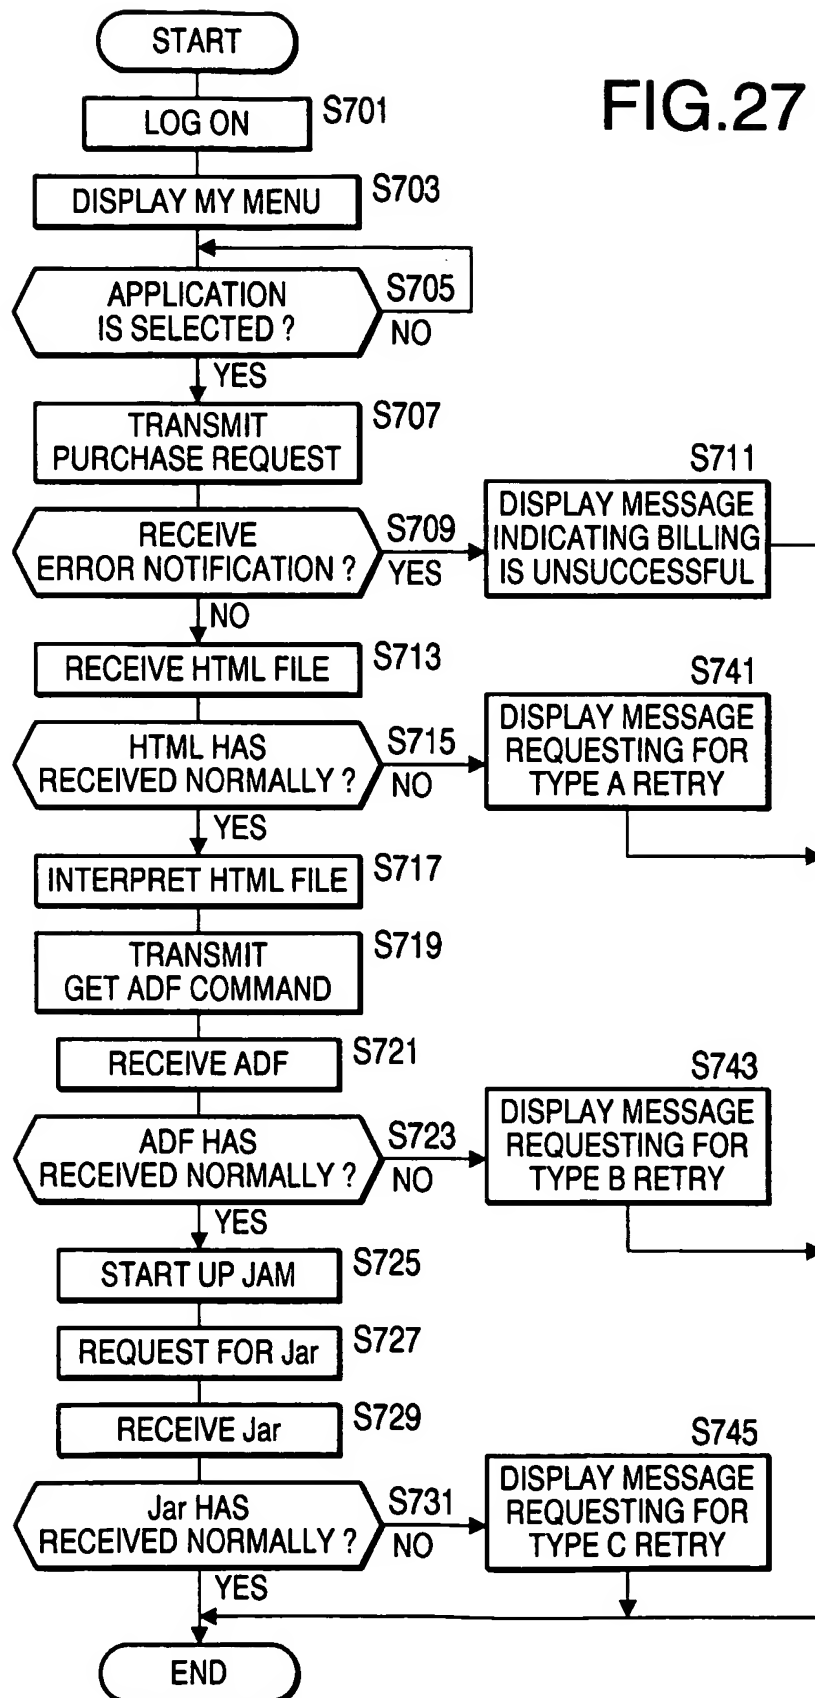 START
FIG.27
LOG ON
S701
DISPLAY MY MENU
S703
APPLICATION
IS SELECTED ?
S705
NO
YES
TRANSMIT
PURCHASE REQUEST
S707
RECEIVE
ERROR NOTIFICATION ?
S709
YES
S711
DISPLAY MESSAGE
INDICATING BILLING
IS UNSUCCESSFUL
NO
RECEIVE HTML FILE
S713
HTML HAS
RECEIVED NORMALLY ?
S715
NO
S741
DISPLAY MESSAGE
REQUESTING FOR
TYPE A RETRY
YES
INTERPRET HTML FILE
S717
TRANSMIT
GET ADF COMMAND
S719
RECEIVE ADF
S721
ADF HAS
RECEIVED NORMALLY ?
S723
NO
S743
DISPLAY MESSAGE
REQUESTING FOR
TYPE B RETRY
YES
START UP JAM
S725
REQUEST FOR Jar
S727
RECEIVE Jar
S729
Jar HAS
RECEIVED NORMALLY ?
S731
NO
S745
DISPLAY MESSAGE
REQUESTING FOR
TYPE C RETRY
YES
END